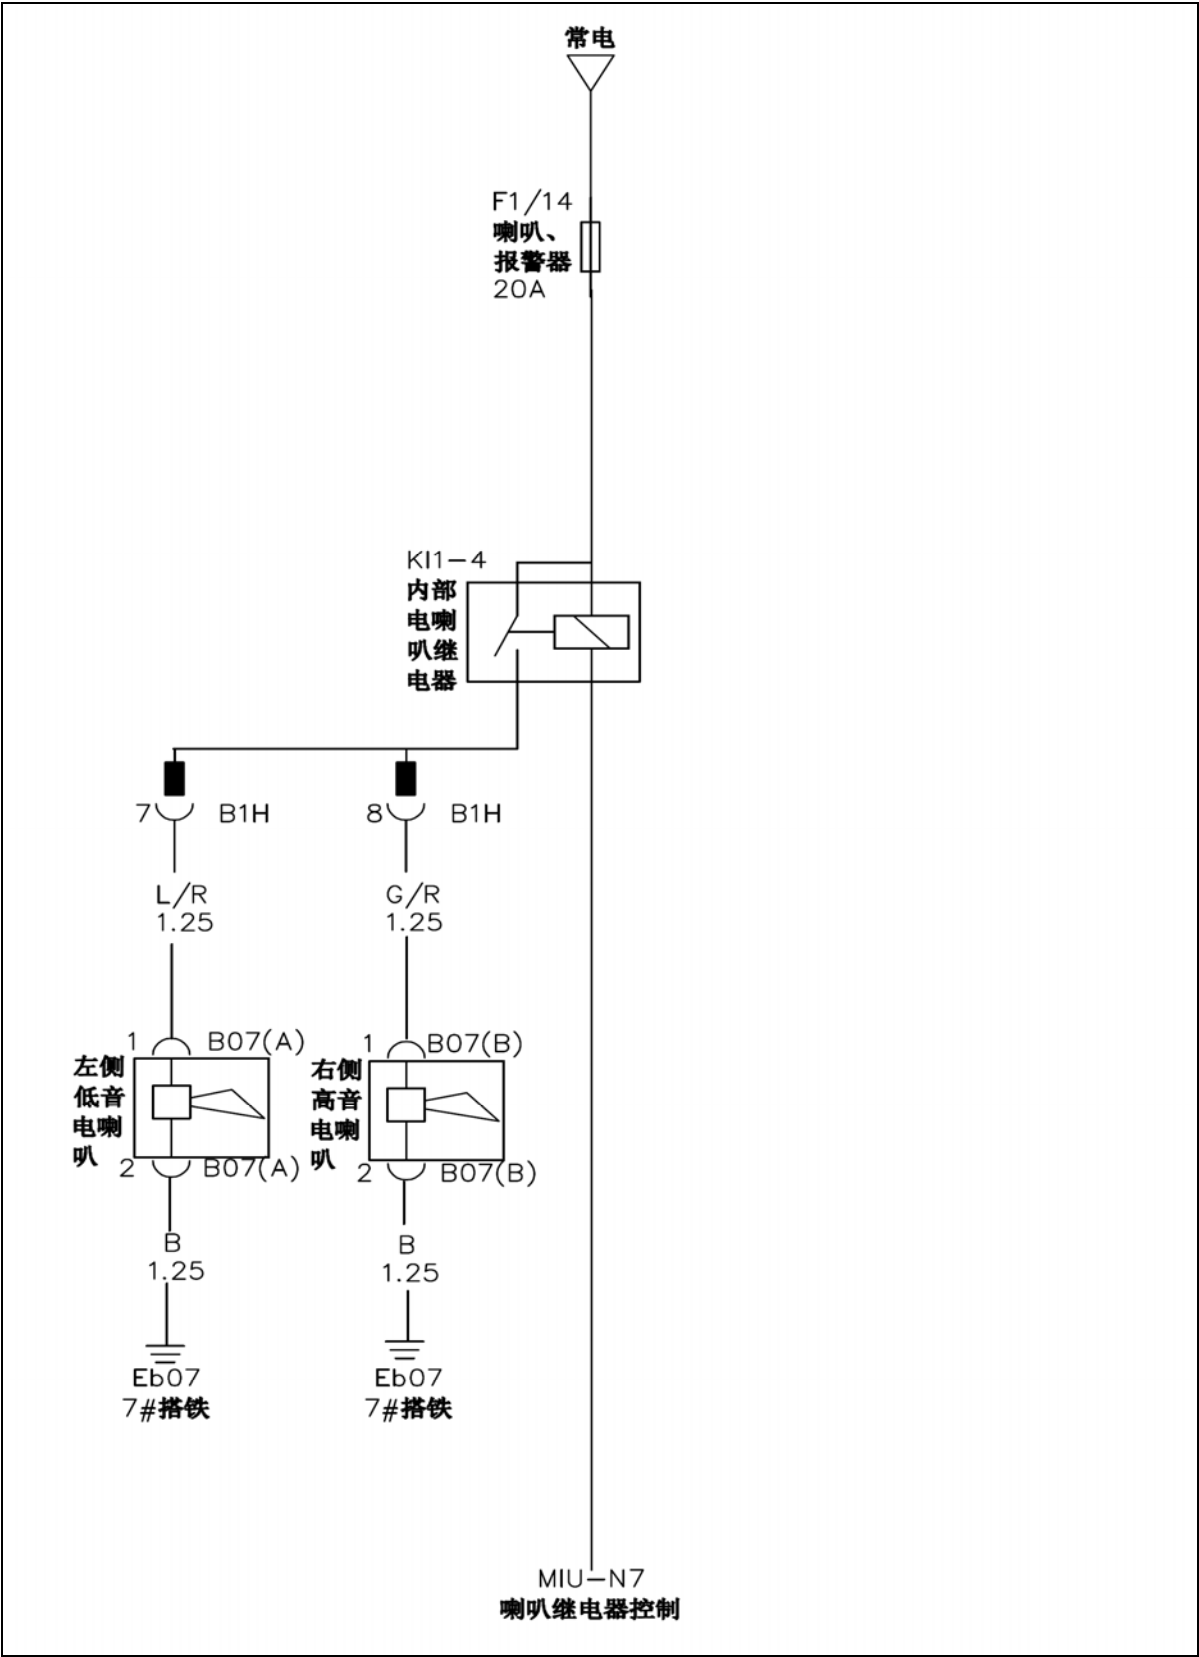 常电
F1/14
喇叭、
报警器
20A
KI1-4
内部
电喇
叭继
电器
7 B1H
8 B1H
L/R
1.25
G/R
1.25
1 B07(A)
左侧
低音
电喇
叭
2 B07(A)
1 B07(B)
右侧
高音
电喇
叭
2 B07(B)
B
1.25
B
1.25
Eb07
7#搭铁
Eb07
7#搭铁
MIU-N7
喇叭继电器控制